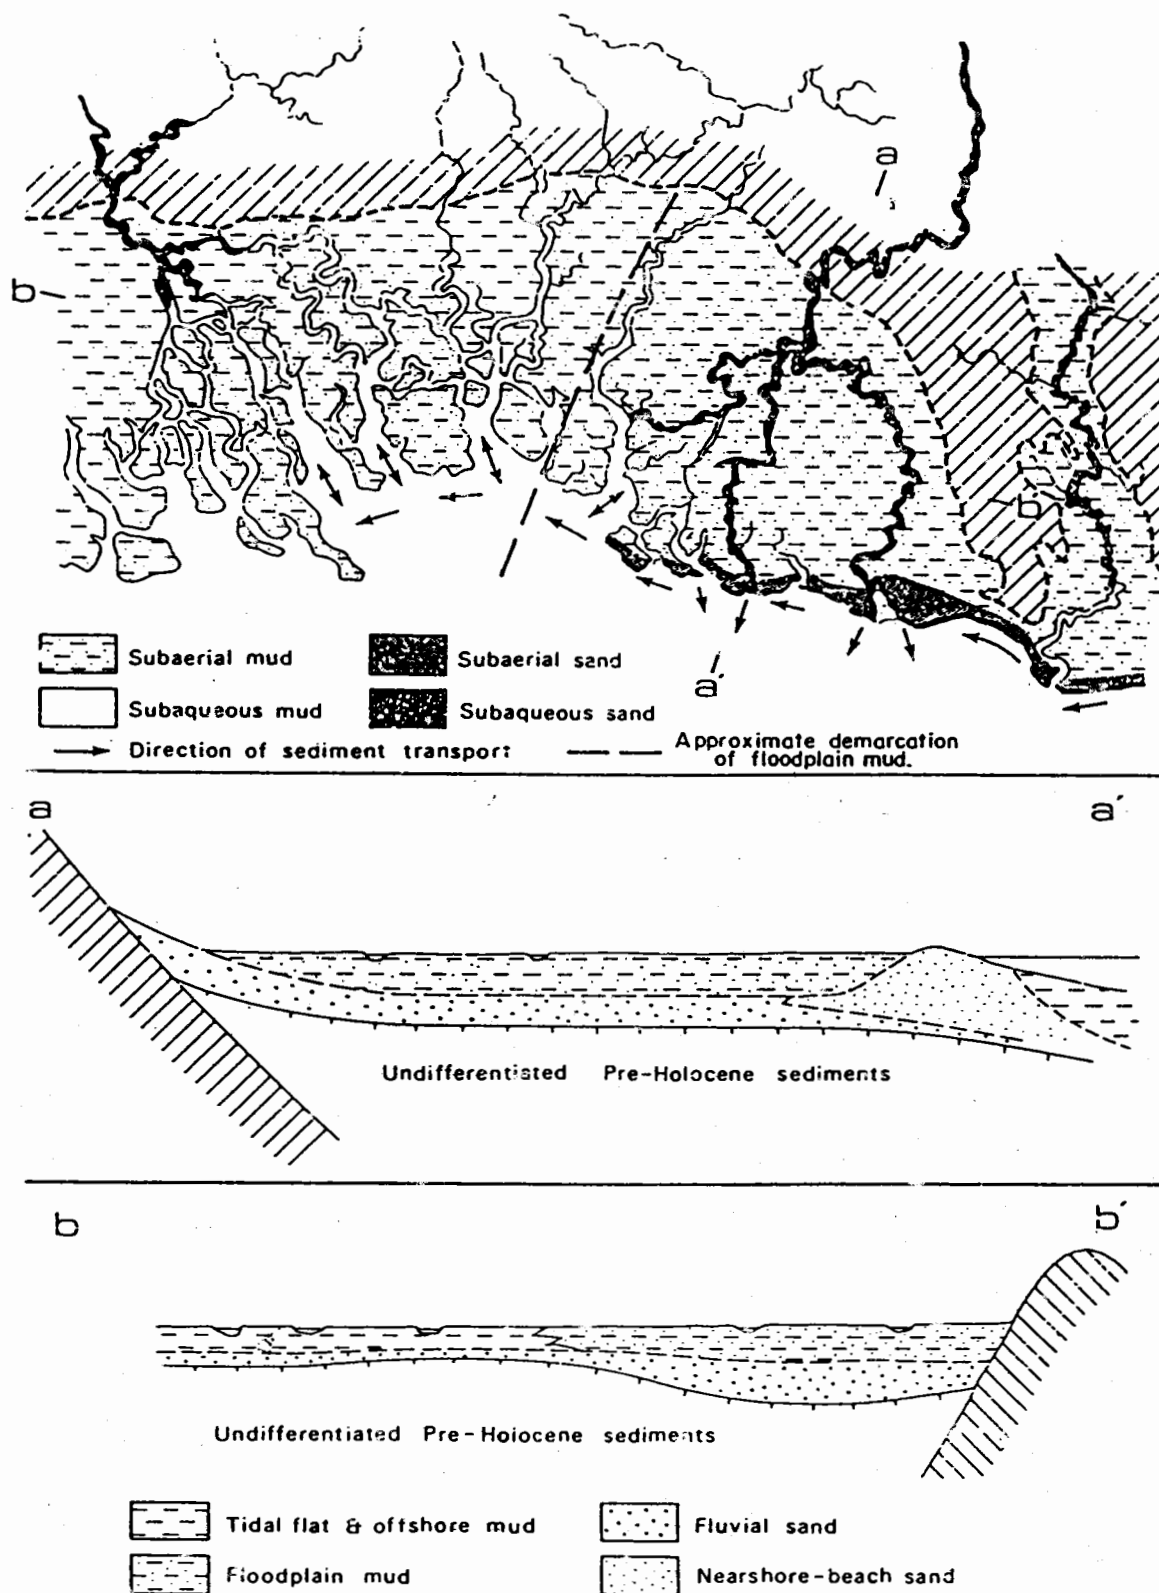 a
b
b
a´
Subaerial mud
Subaerial sand
Subaqueous mud
Subaqueous sand
Direction of sediment transport
Approximate demarcation
of floodplain mud.
a
a´
Undifferentiated Pre-Holocene sediments
b
b´
Undifferentiated Pre-Holocene sediments
Tidal flat & offshore mud
Fluvial sand
Floodplain mud
Nearshore-beach sand